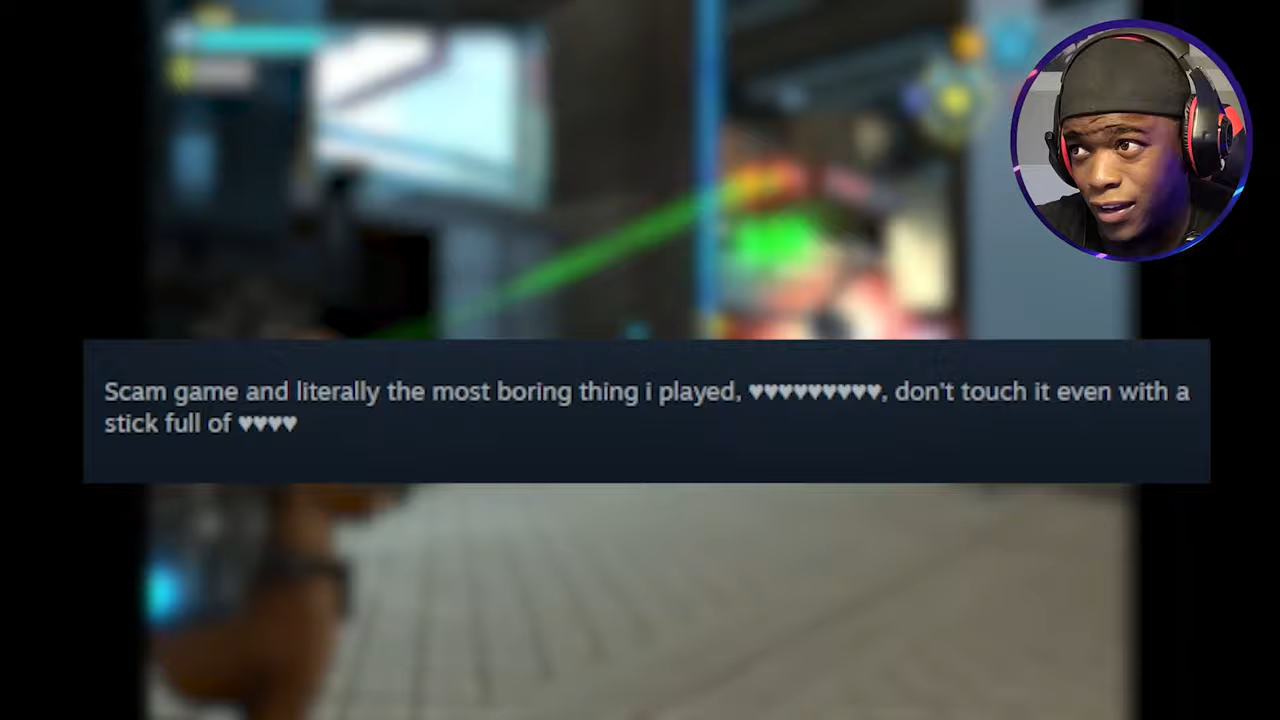 Scam game and literally the most boring thing i played, ♥♥♥♥♥♥♥♥♥, don't touch it even with a
stick full of ♥♥♥♥